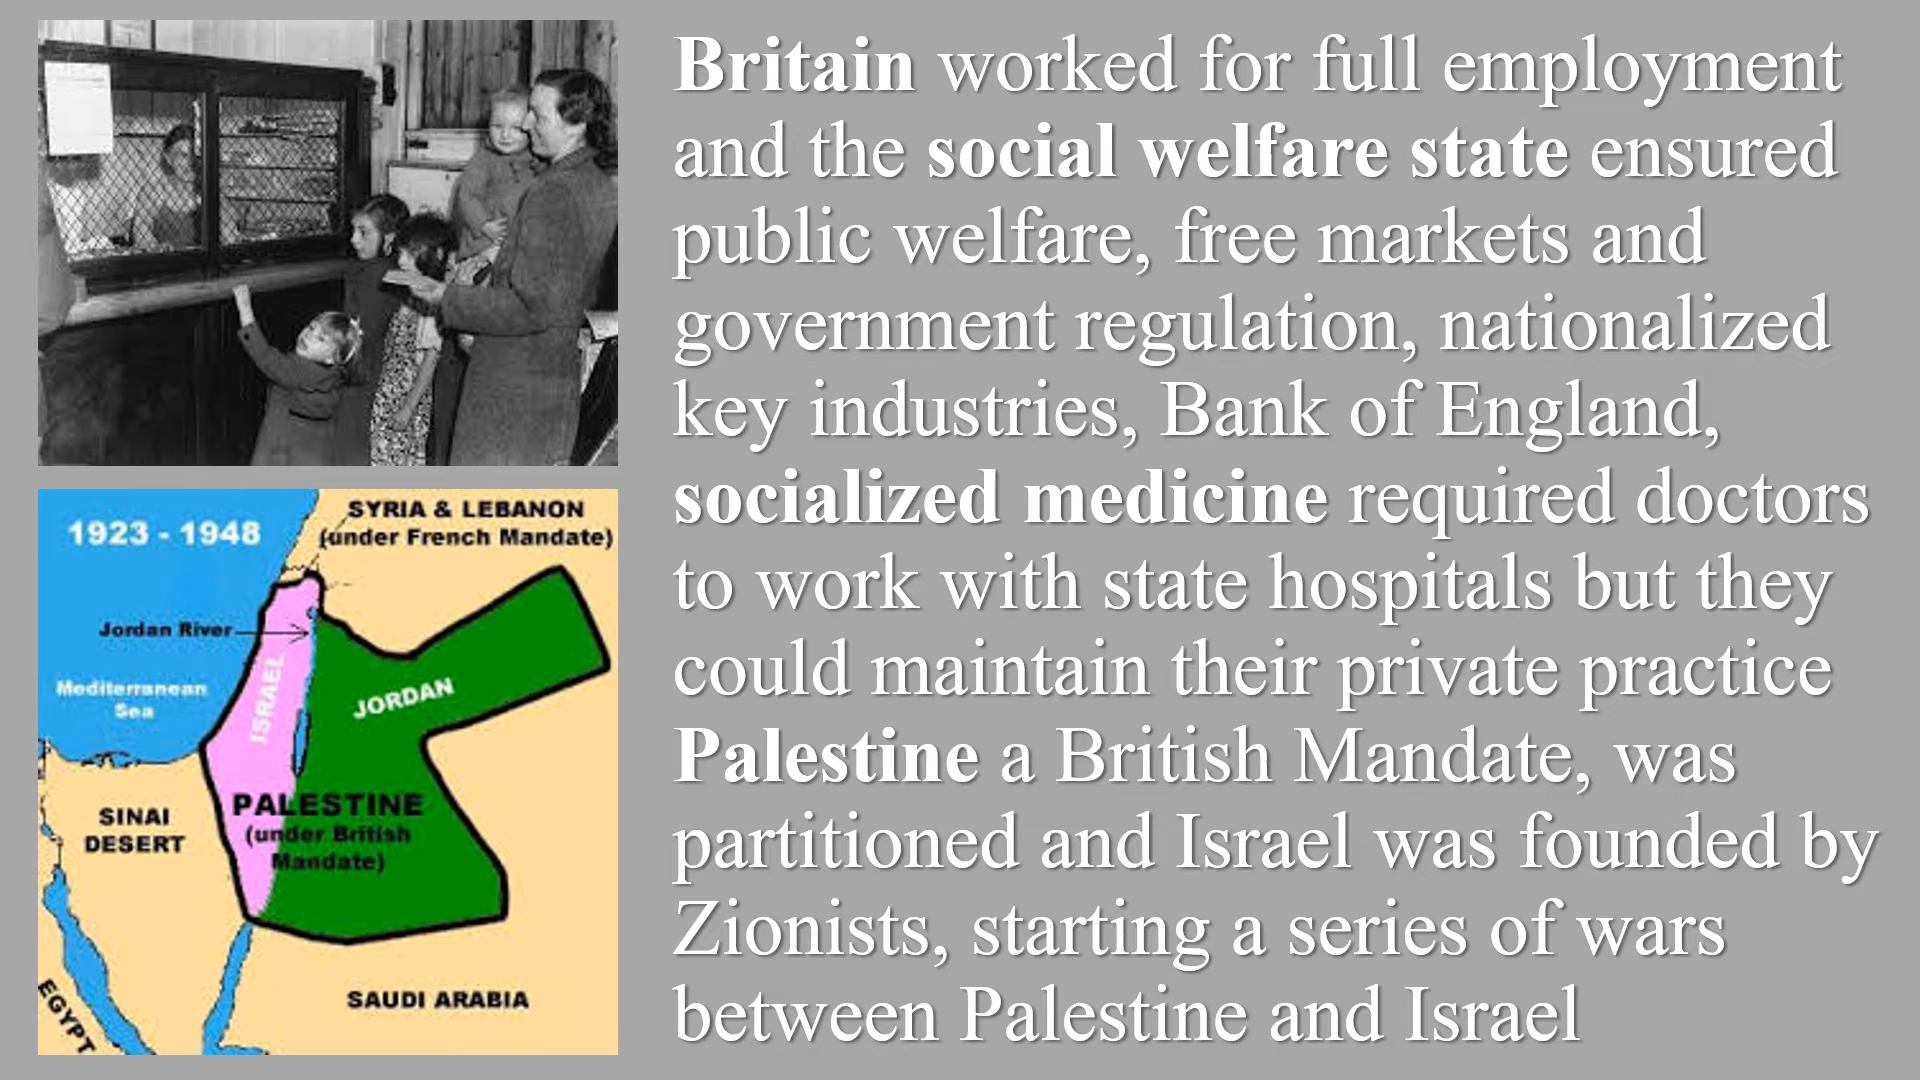 Britain worked for full employment
and the social welfare state ensured
public welfare, free markets and
government regulation, nationalized
key industries, Bank of England,
socialized medicine required doctors
to work with state hospitals but they
could maintain their private practice
Palestine a British Mandate, was
partitioned and Israel was founded by
Zionists, starting a series of wars
between Palestine and Israel
1923 - 1948
SYRIA & LEBANON
(under French Mandate)
Jordan River
Mediterranean
Sea
ISRAEL
JORDAN
SINAI
DESERT
PALESTINE
(under British
Mandate)
SAUDI ARABIA
EGYPT